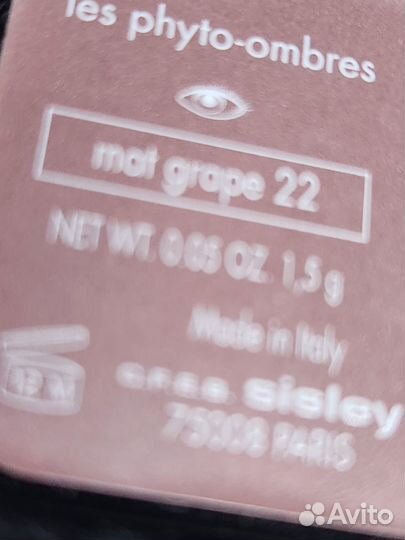 les phyto-ombres
mat grape 22
NET WT. 0.05 OZ. 1,5 g
Made in Italy
sisley
75008 PARIS
Avito